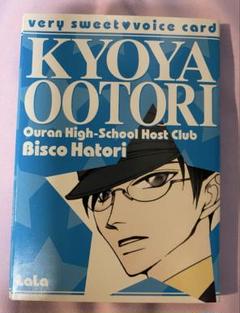 very sweet♥voice card
KYOYA
OOTORI
Ouran High-School Host Club
Bisco Hatori
LaLa